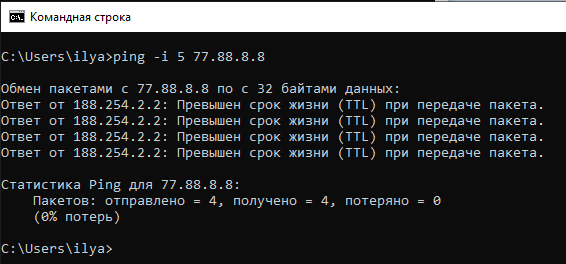 Командная строка
C:\Users\ilya>ping -i 5 77.88.8.8
Обмен пакетами с 77.88.8.8 по с 32 байтами данных:
Ответ от 188.254.2.2: Превышен срок жизни (TTL) при передаче пакета.
Ответ от 188.254.2.2: Превышен срок жизни (TTL) при передаче пакета.
Ответ от 188.254.2.2: Превышен срок жизни (TTL) при передаче пакета.
Ответ от 188.254.2.2: Превышен срок жизни (TTL) при передаче пакета.
Статистика Ping для 77.88.8.8:
Пакетов: отправлено = 4, получено = 4, потеряно = 0
(0% потерь)
C:\Users\ilya>